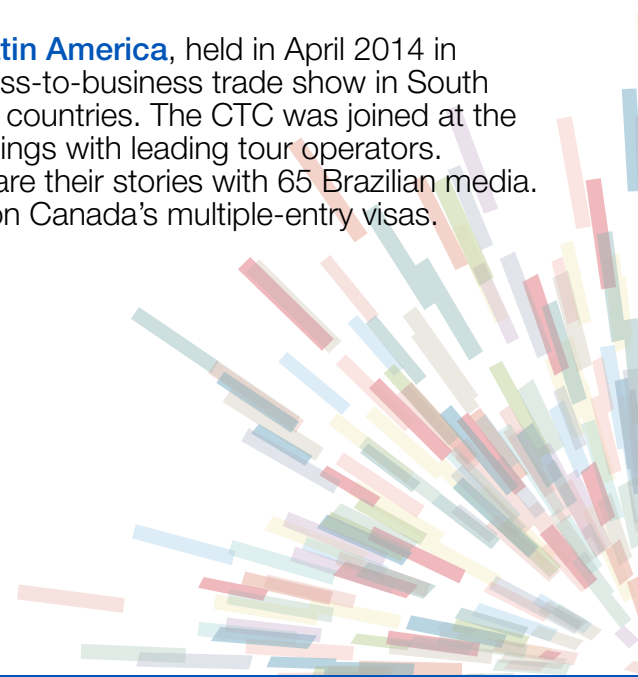 tin America, held in April 2014 in
ss-to-business trade show in South
countries. The CTC was joined at the
ings with leading tour operators.
are their stories with 65 Brazilian media.
on Canada’s multiple-entry visas.